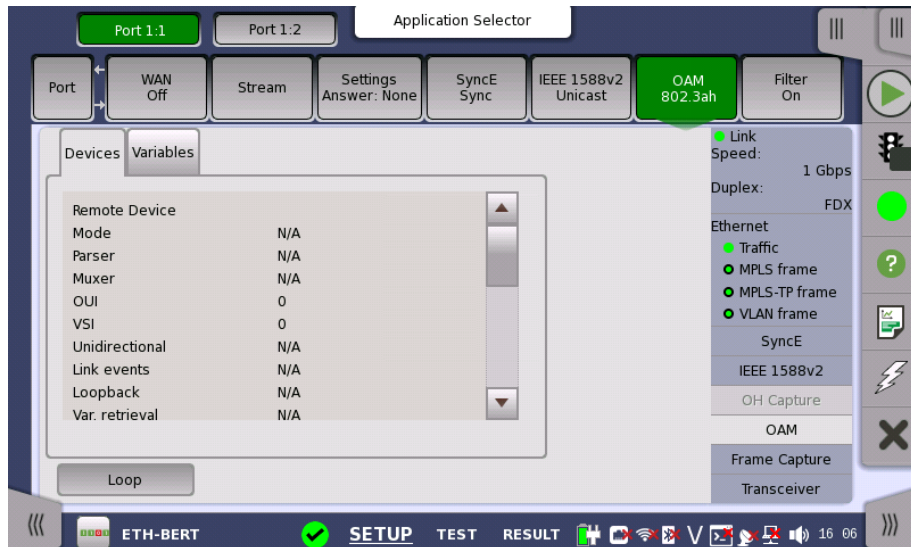 Application Selector
Port 1:1
Port 1:2
Port
WAN
Off
Stream
Settings
Answer: None
SyncE
Sync
IEEE 1588v2
Unicast
OAM
802.3ah
Filter
On
Devices
Variables
Remote Device
Mode N/A
Parser N/A
Muxer N/A
OUI 0
VSI 0
Unidirectional N/A
Link events N/A
Loopback N/A
Var. retrieval N/A
Loop
Link
Speed:
1 Gbps
Duplex:
FDX
Ethernet
Traffic
MPLS frame
MPLS-TP frame
VLAN frame
SyncE
IEEE 1588v2
OH Capture
OAM
Frame Capture
Transceiver
ETH-BERT
SETUP
TEST
RESULT
V
16 06